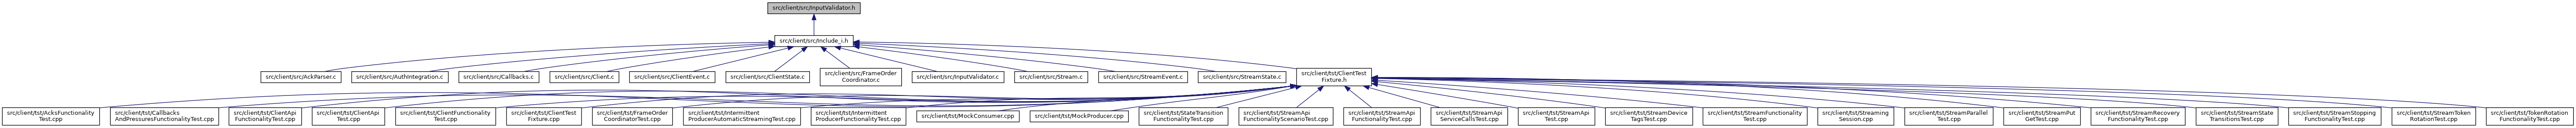 src/client/src/InputValidator.h
src/client/src/Include_i.h
src/client/src/AckParser.c
src/client/src/AuthIntegration.c
src/client/src/Callbacks.c
src/client/src/Client.c
src/client/src/ClientEvent.c
src/client/src/ClientState.c
src/client/src/FrameOrder
Coordinator.c
src/client/src/InputValidator.c
src/client/src/Stream.c
src/client/src/StreamEvent.c
src/client/src/StreamState.c
src/client/tst/ClientTest
Fixture.h
src/client/tst/AcksFunctionality
Test.cpp
src/client/tst/Callbacks
AndPressuresFunctionalityTest.cpp
src/client/tst/ClientApi
FunctionalityTest.cpp
src/client/tst/ClientApi
Test.cpp
src/client/tst/ClientFunctionality
Test.cpp
src/client/tst/ClientTest
Fixture.cpp
src/client/tst/FrameOrder
CoordinatorTest.cpp
src/client/tst/Intermittent
ProducerAutomaticStreamingTest.cpp
src/client/tst/Intermittent
ProducerFunctionalityTest.cpp
src/client/tst/MockConsumer.cpp
src/client/tst/MockProducer.cpp
src/client/tst/StateTransition
FunctionalityTest.cpp
src/client/tst/StreamApi
FunctionalityScenarioTest.cpp
src/client/tst/StreamApi
FunctionalityTest.cpp
src/client/tst/StreamApi
ServiceCallsTest.cpp
src/client/tst/StreamApi
Test.cpp
src/client/tst/StreamDevice
TagsTest.cpp
src/client/tst/StreamFunctionality
Test.cpp
src/client/tst/Streaming
Session.cpp
src/client/tst/StreamParallel
Test.cpp
src/client/tst/StreamPut
GetTest.cpp
src/client/tst/StreamRecovery
FunctionalityTest.cpp
src/client/tst/StreamState
TransitionsTest.cpp
src/client/tst/StreamStopping
FunctionalityTest.cpp
src/client/tst/StreamToken
RotationTest.cpp
src/client/tst/TokenRotation
FunctionalityTest.cpp